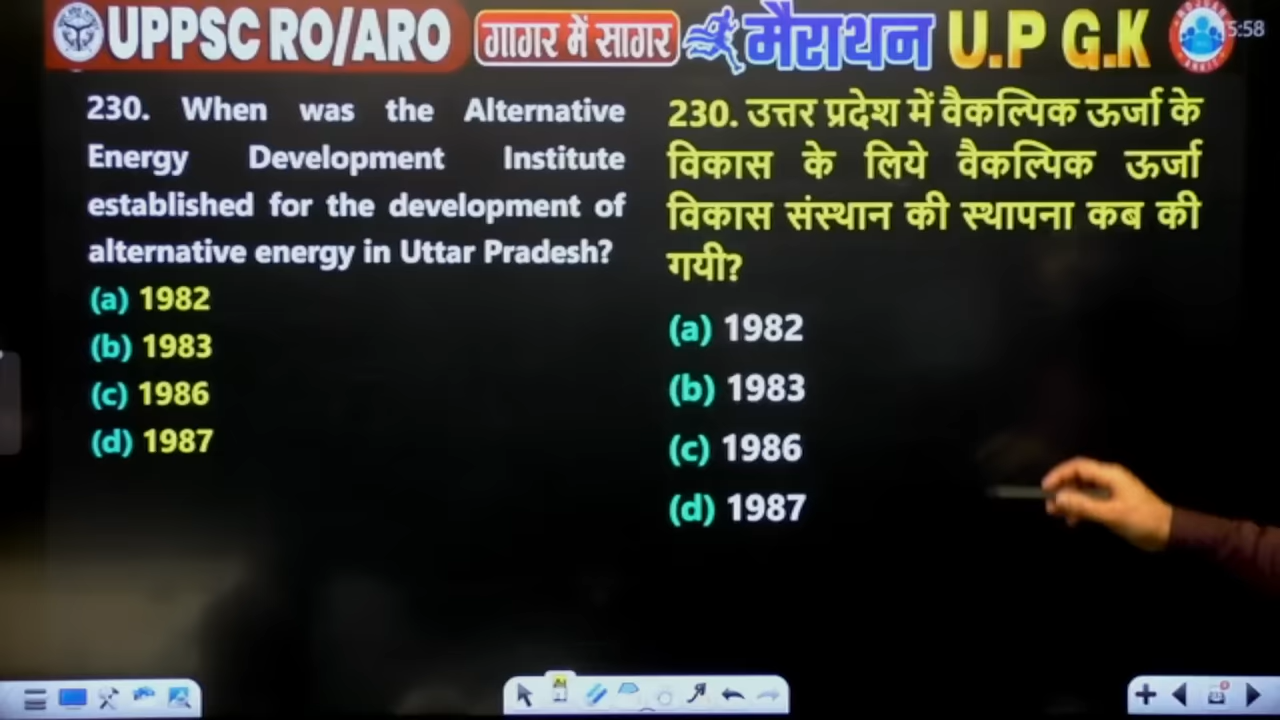 UPPSC RO/ARO गागर में सागर मैराथन U.P G.K
5:58
230. When was the Alternative
Energy Development Institute
established for the development of
alternative energy in Uttar Pradesh?
(a) 1982
(b) 1983
(c) 1986
(d) 1987
230. उत्तर प्रदेश में वैकल्पिक ऊर्जा के
विकास के लिये वैकल्पिक ऊर्जा
विकास संस्थान की स्थापना कब की
गयी?
(a) 1982
(b) 1983
(c) 1986
(d) 1987